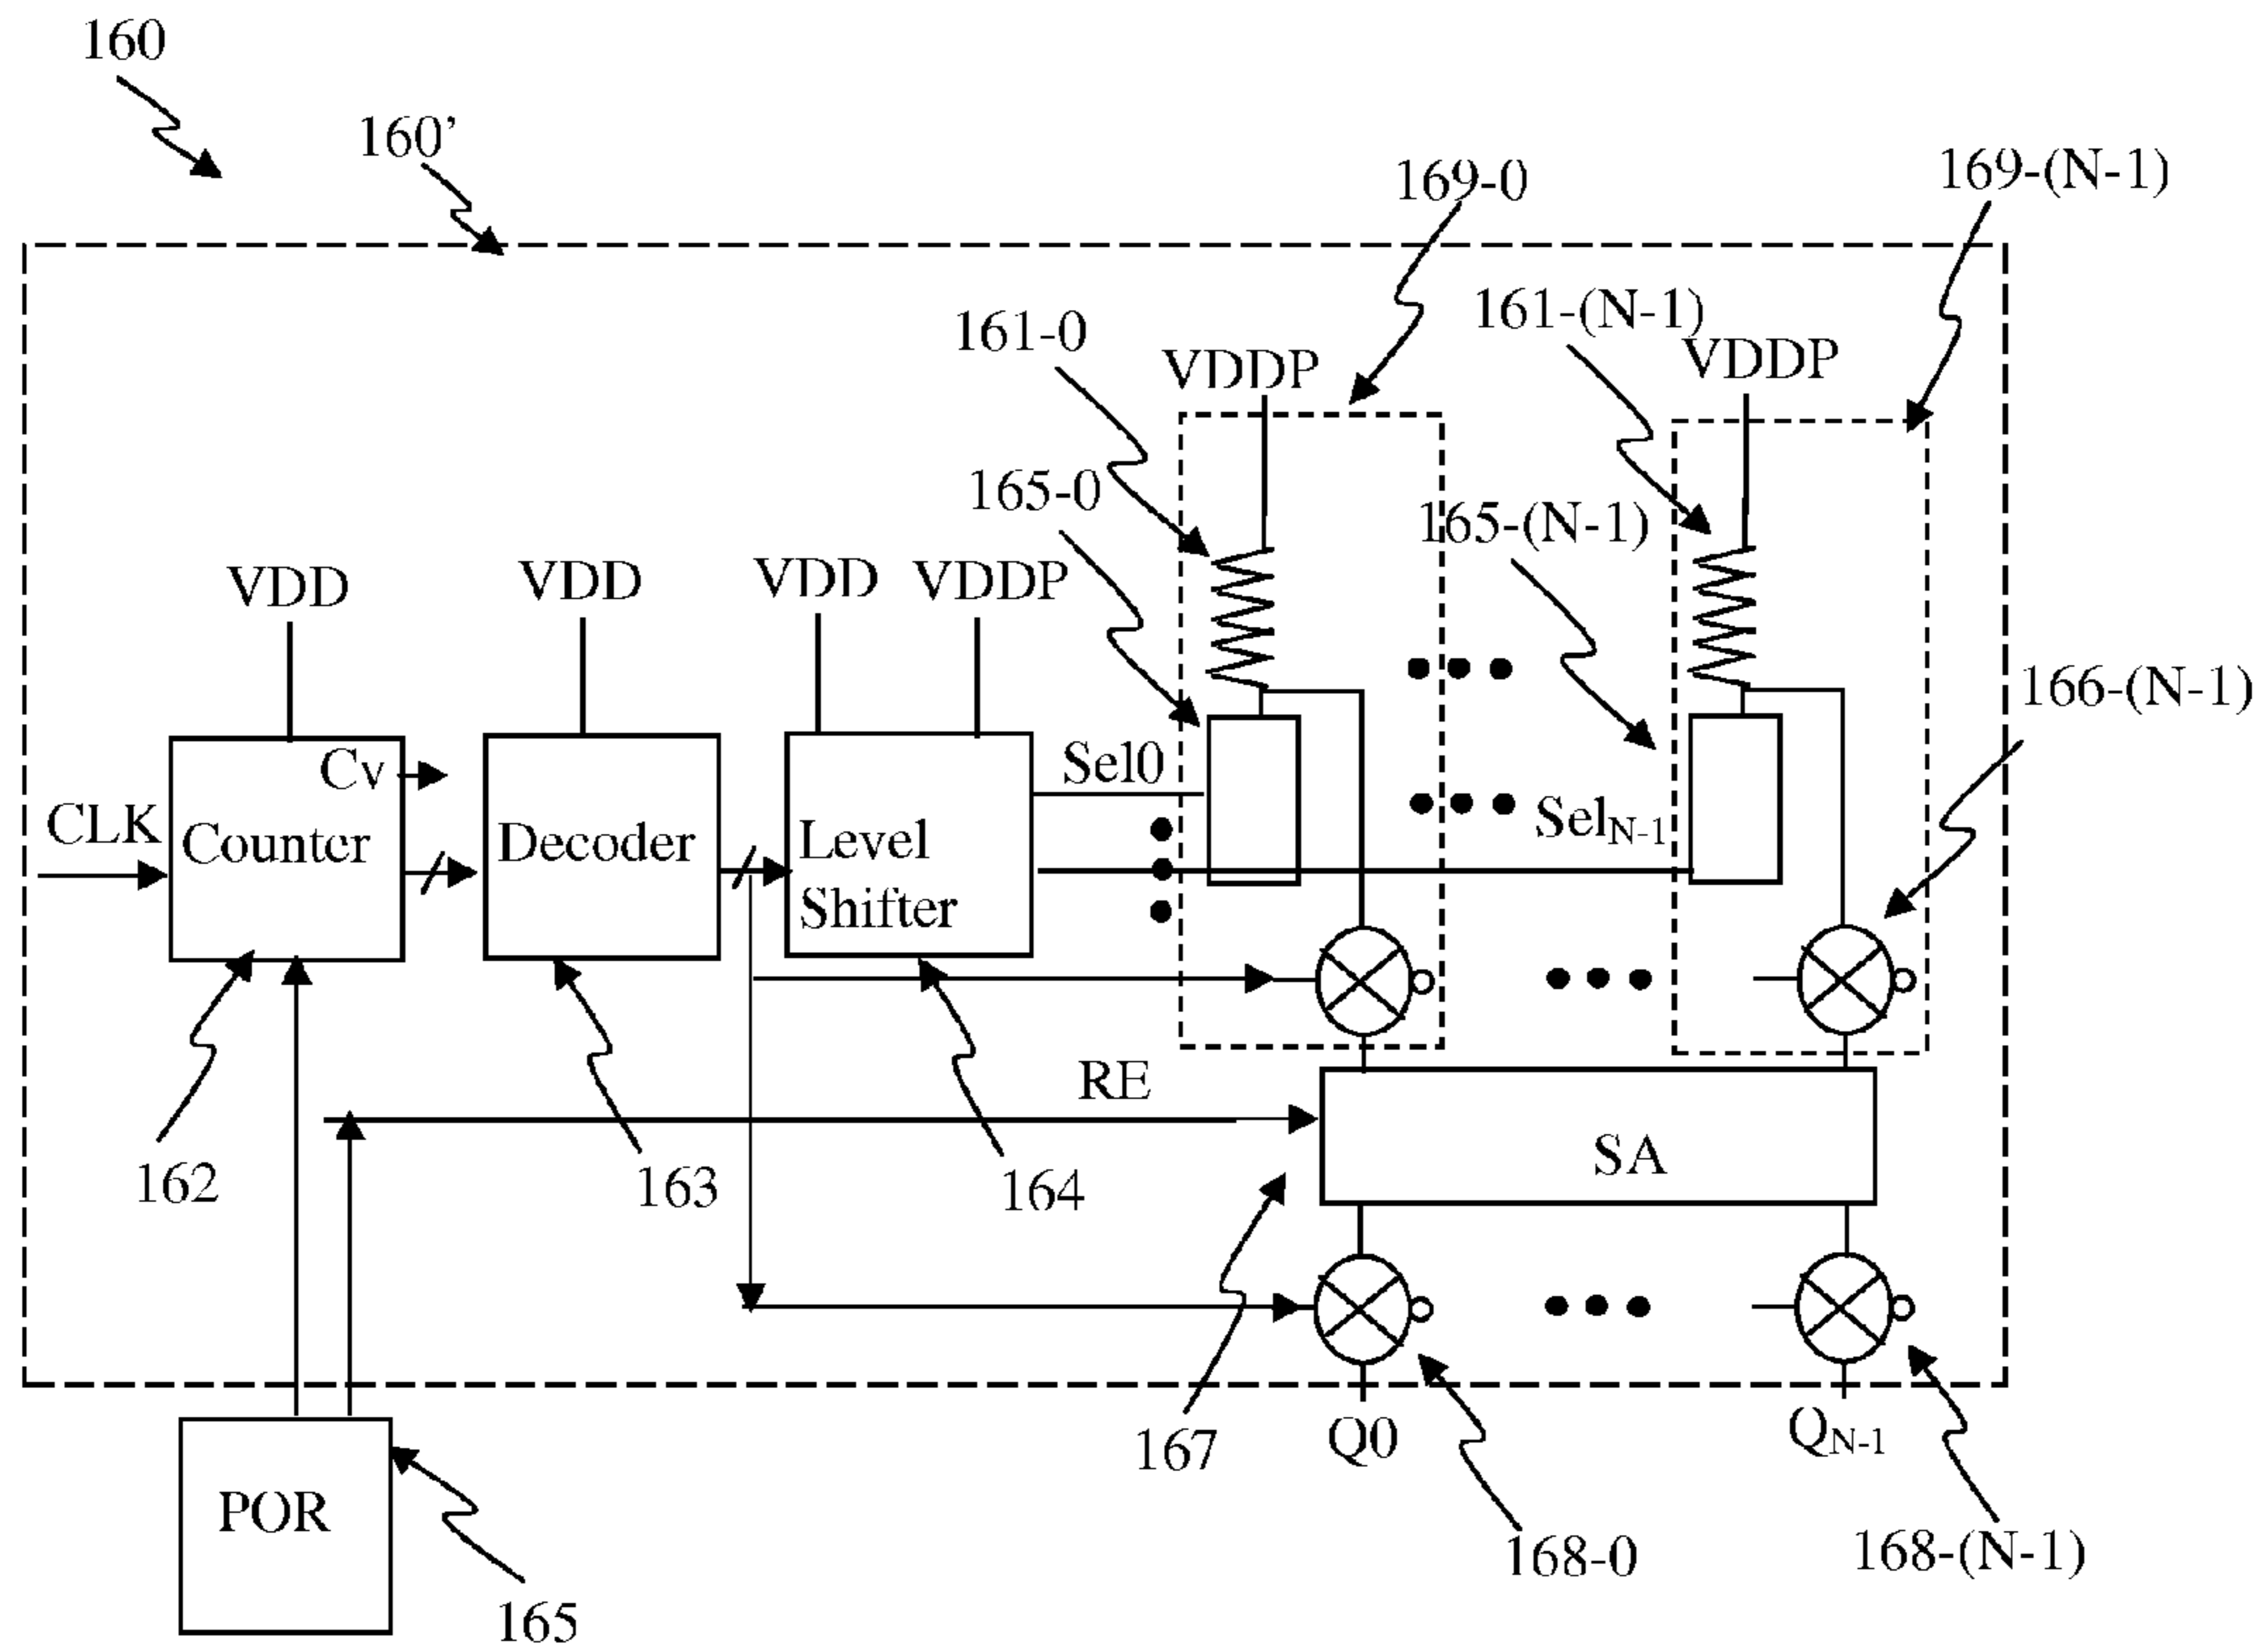 160
160’
169-0
169-(N-1)
161-0
161-(N-1)
VDDP
VDDP
165-0
165-(N-1)
VDD
VDD
VDD
VDDP
166-(N-1)
Cv
Sel0
CLK
Counter
Decoder
Level
Shifter
SelN-1
RE
SA
162
163
164
167
Q0
QN-1
POR
168-0
168-(N-1)
165